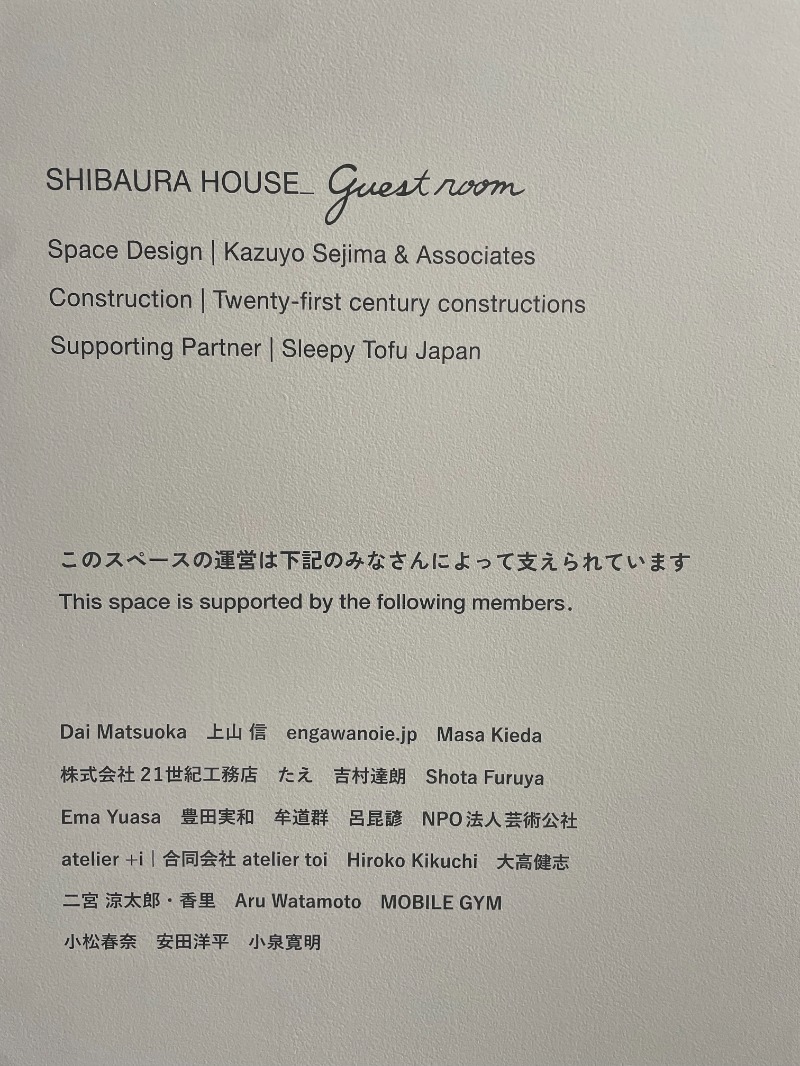 SHIBAURA HOUSE_ Guest room
Space Design | Kazuyo Sejima & Associates
Construction | Twenty-first century constructions
Supporting Partner | Sleepy Tofu Japan
このスペースの運営は下記のみなさんによって支えられています
This space is supported by the following members.
Dai Matsuoka　上山 信　engawanoie.jp　Masa Kieda
株式会社 21世紀工務店　たえ　吉村達朗　Shota Furuya
Ema Yuasa　豊田実和　牟道群　呂昆諺　NPO法人芸術公社
atelier +i｜合同会社 atelier toi　Hiroko Kikuchi　大高健志
二宮 涼太郎・香里　Aru Watamoto　MOBILE GYM
小松春奈　安田洋平　小泉寛明